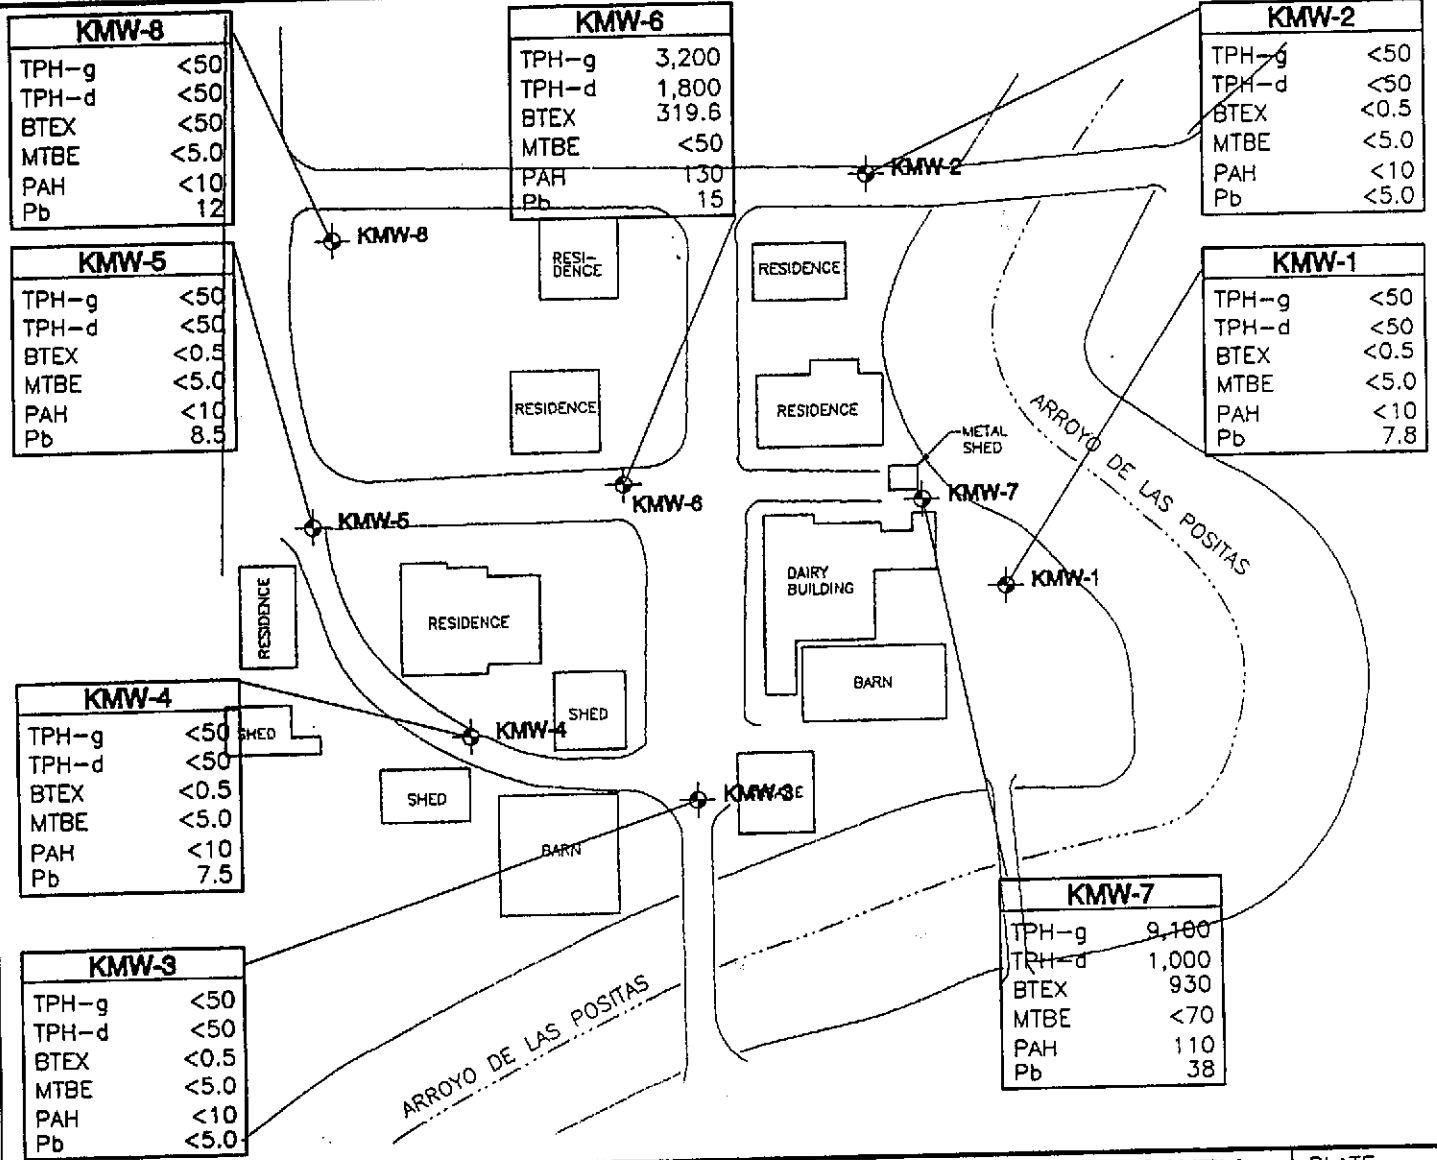 KMW-8
TPH-g <50
TPH-d <50
BTEX <50
MTBE <5.0
PAH <10
Pb 12
KMW-6
TPH-g 3,200
TPH-d 1,800
BTEX 319.6
MTBE <50
PAH 130
Pb 15
KMW-2
TPH-g <50
TPH-d <50
BTEX <0.5
MTBE <5.0
PAH <10
Pb <5.0
KMW-2
KMW-8
RESI-
DENCE
RESIDENCE
KMW-5
TPH-g <50
TPH-d <50
BTEX <0.5
MTBE <5.0
PAH <10
Pb 8.5
KMW-1
TPH-g <50
TPH-d <50
BTEX <0.5
MTBE <5.0
PAH <10
Pb 7.8
RESIDENCE
RESIDENCE
METAL
SHED
ARROYO DE LAS POSITAS
KMW-6
KMW-7
KMW-5
DAIRY
BUILDING
KMW-1
RESIDENCE
RESIDENCE
BARN
KMW-4
TPH-g <50
TPH-d <50
BTEX <0.5
MTBE <5.0
PAH <10
Pb 7.5
SHED
KMW-4
SHED
SHED
KMW-3
BARN
KMW-7
TPH-g 9,100
TPH-d 1,000
BTEX 930
MTBE <70
PAH 110
Pb 38
KMW-3
TPH-g <50
TPH-d <50
BTEX <0.5
MTBE <5.0
PAH <10
Pb <5.0
ARROYO DE LAS POSITAS
PLATE